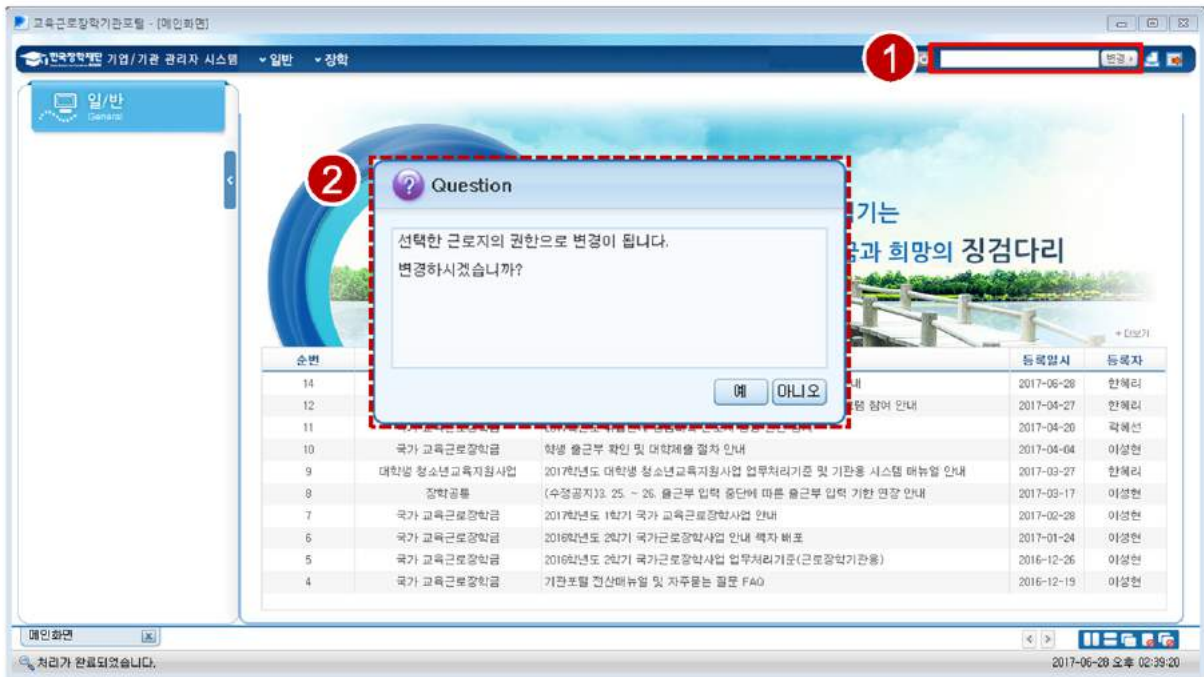 교육근로장학기관포털 - [메인화면]
한국장학재단 기업/기관 관리자 시스템 일반 장학
1
변경
일/반
General
2
Question
선택한 근로지의 권한으로 변경이 됩니다.
변경하시겠습니까?
예 아니오
기는
과 희망의 징검다리
+ 더보기
순번 등록일시 등록자
14 내 2017-06-28 한혜리
12 참여 안내 2017-04-27 한혜리
11 2017-04-20 곽혜선
10 국가 교육근로장학금 학생 출근부 확인 및 대학제출 절차 안내 2017-04-04 이성현
9 대학생 청소년교육지원사업 2017학년도 대학생 청소년교육지원사업 업무처리기준 및 기관용 시스템 매뉴얼 안내 2017-03-27 한혜리
8 장학공통 (수정공지)3. 25. ~ 26. 출근부 입력 중단에 따른 출근부 입력 기한 연장 안내 2017-03-17 이성현
7 국가 교육근로장학금 2017학년도 1학기 국가 교육근로장학사업 안내 2017-02-28 이성현
6 국가 교육근로장학금 2016학년도 2학기 국가근로장학사업 안내 책자 배포 2017-01-24 이성현
5 국가 교육근로장학금 2016학년도 2학기 국가근로장학사업 업무처리기준(근로장학기관용) 2016-12-26 이성현
4 국가 교육근로장학금 기관포털 전산매뉴얼 및 자주묻는 질문 FAQ 2016-12-19 이성현
메인화면
처리가 완료되었습니다. 2017-06-28 오후 02:39:20